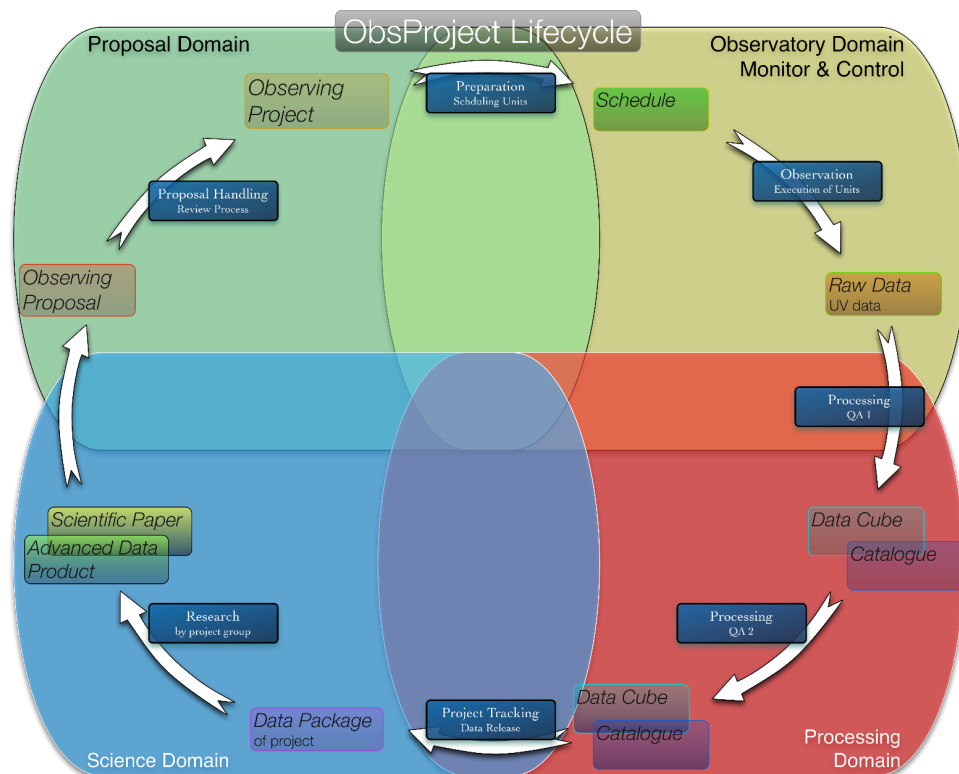 ObsProject Lifecycle
Proposal Domain
Observatory Domain
Monitor & Control
Observing
Project
Preparation
Schduling Units
Schedule
Proposal Handling
Review Process
Observation
Execution of Units
Observing
Proposal
Raw Data
UV data
Processing
QA 1
Scientific Paper
Advanced Data
Product
Data Cube
Catalogue
Research
by project group
Processing
QA 2
Data Package
of project
Project Tracking
Data Release
Data Cube
Catalogue
Science Domain
Processing
Domain